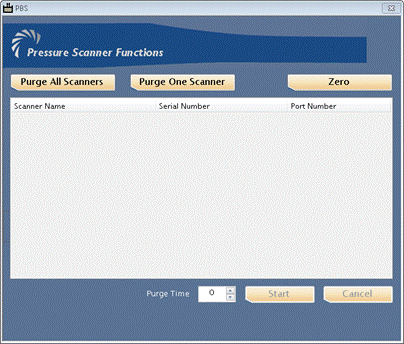 PBS
Pressure Scanner Functions
Purge All Scanners Purge One Scanner Zero
Scanner Name Serial Number Port Number
Purge Time 0 Start Cancel